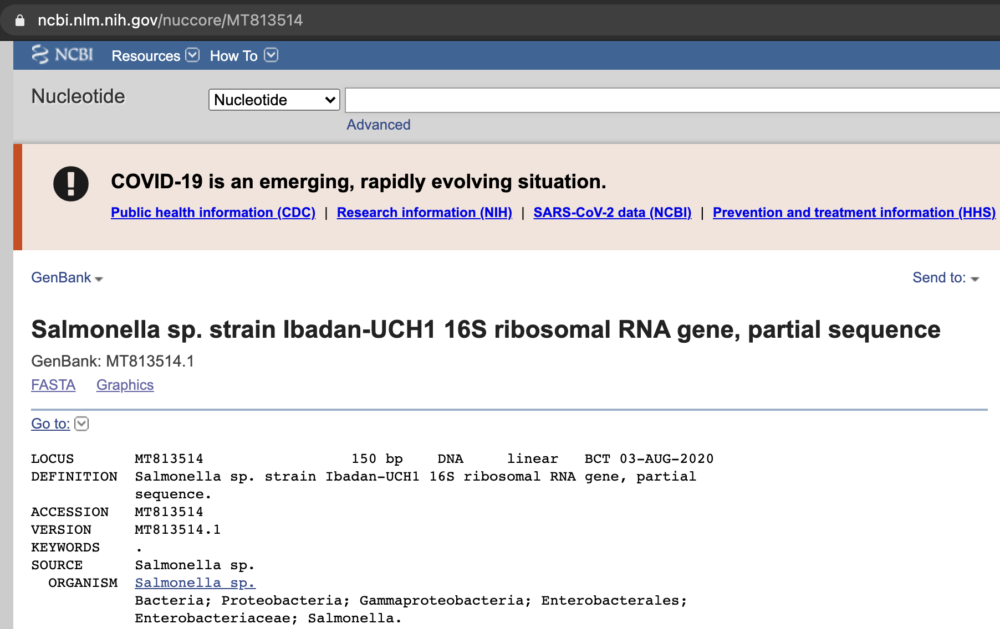 ncbi.nlm.nih.gov/nuccore/MT813514
NCBI Resources How To
Nucleotide Nucleotide
Advanced
COVID-19 is an emerging, rapidly evolving situation.
Public health information (CDC) | Research information (NIH) | SARS-CoV-2 data (NCBI) | Prevention and treatment information (HHS)
GenBank Send to:
Salmonella sp. strain Ibadan-UCH1 16S ribosomal RNA gene, partial sequence
GenBank: MT813514.1
FASTA Graphics
Go to:
LOCUS MT813514 150 bp DNA linear BCT 03-AUG-2020
DEFINITION Salmonella sp. strain Ibadan-UCH1 16S ribosomal RNA gene, partial
sequence.
ACCESSION MT813514
VERSION MT813514.1
KEYWORDS .
SOURCE Salmonella sp.
ORGANISM Salmonella sp.
Bacteria; Proteobacteria; Gammaproteobacteria; Enterobacterales;
Enterobacteriaceae; Salmonella.